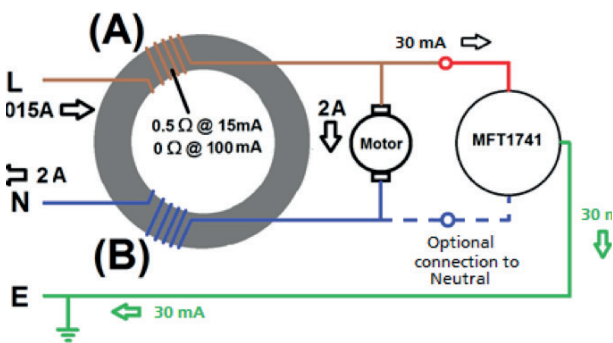 (A)
30 mA
L
015A
0.5 Ω @ 15mA
0 Ω @ 100 mA
2A
Motor
MFT1741
2 A
N
(B)
Optional
connection to
Neutral
30 m
E
30 mA